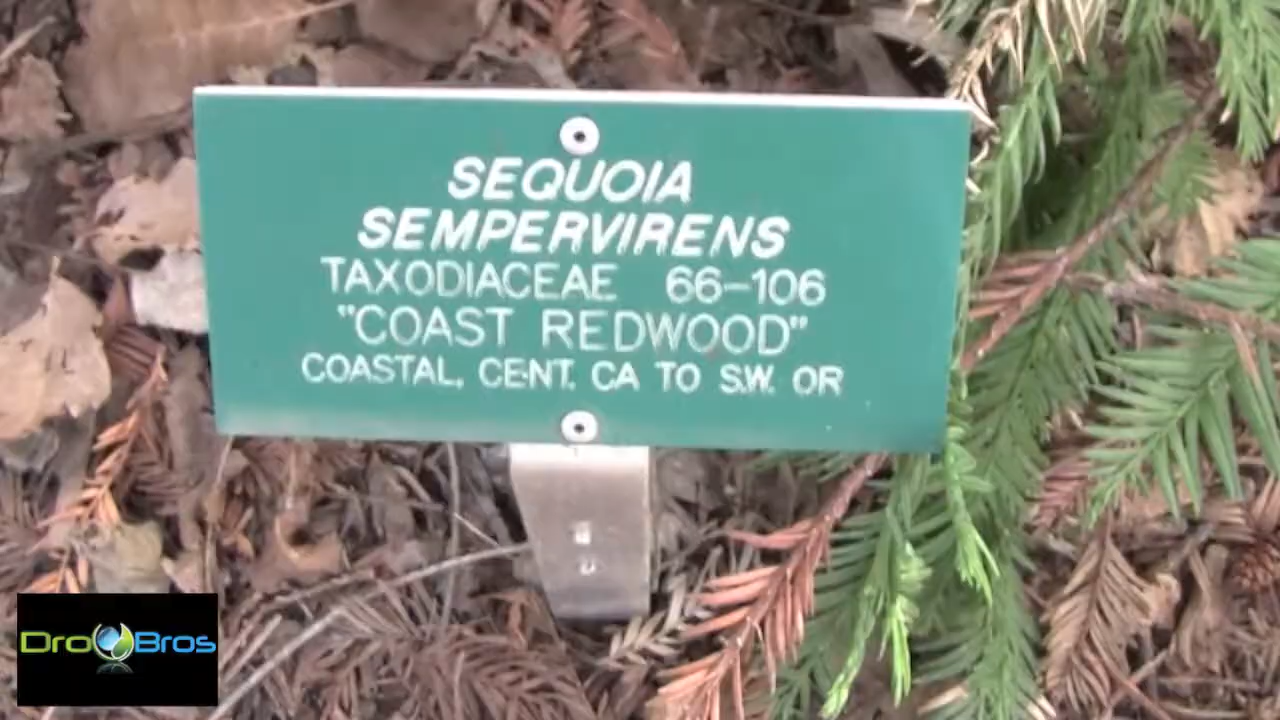 SEQUOIA
SEMPERVIRENS
TAXODIACEAE 66-106
"COAST REDWOOD"
COASTAL, CENT. CA TO S.W. OR
DroBros